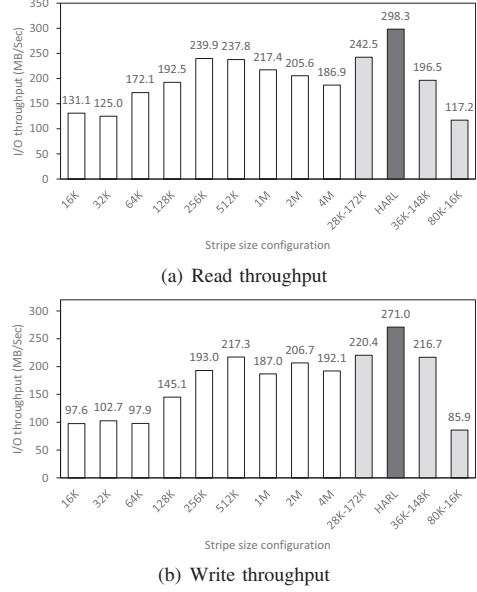 350
300
250
200
150
100
50
0
I/O throughput (MB/Sec)
131.1
125.0
172.1
192.5
239.9
237.8
217.4
205.6
186.9
242.5
298.3
196.5
117.2
16K
32K
64K
128K
256K
512K
1M
2M
4M
28K-172K
HARL
36K-148K
80K-16K
Stripe size configuration
(a) Read throughput
300
250
200
150
100
50
0
I/O throughput (MB/Sec)
97.6
102.7
97.9
145.1
193.0
217.3
187.0
206.7
192.1
220.4
271.0
216.7
85.9
16K
32K
64K
128K
256K
512K
1M
2M
4M
28K-172K
HARL
36K-148K
80K-16K
Stripe size configuration
(b) Write throughput